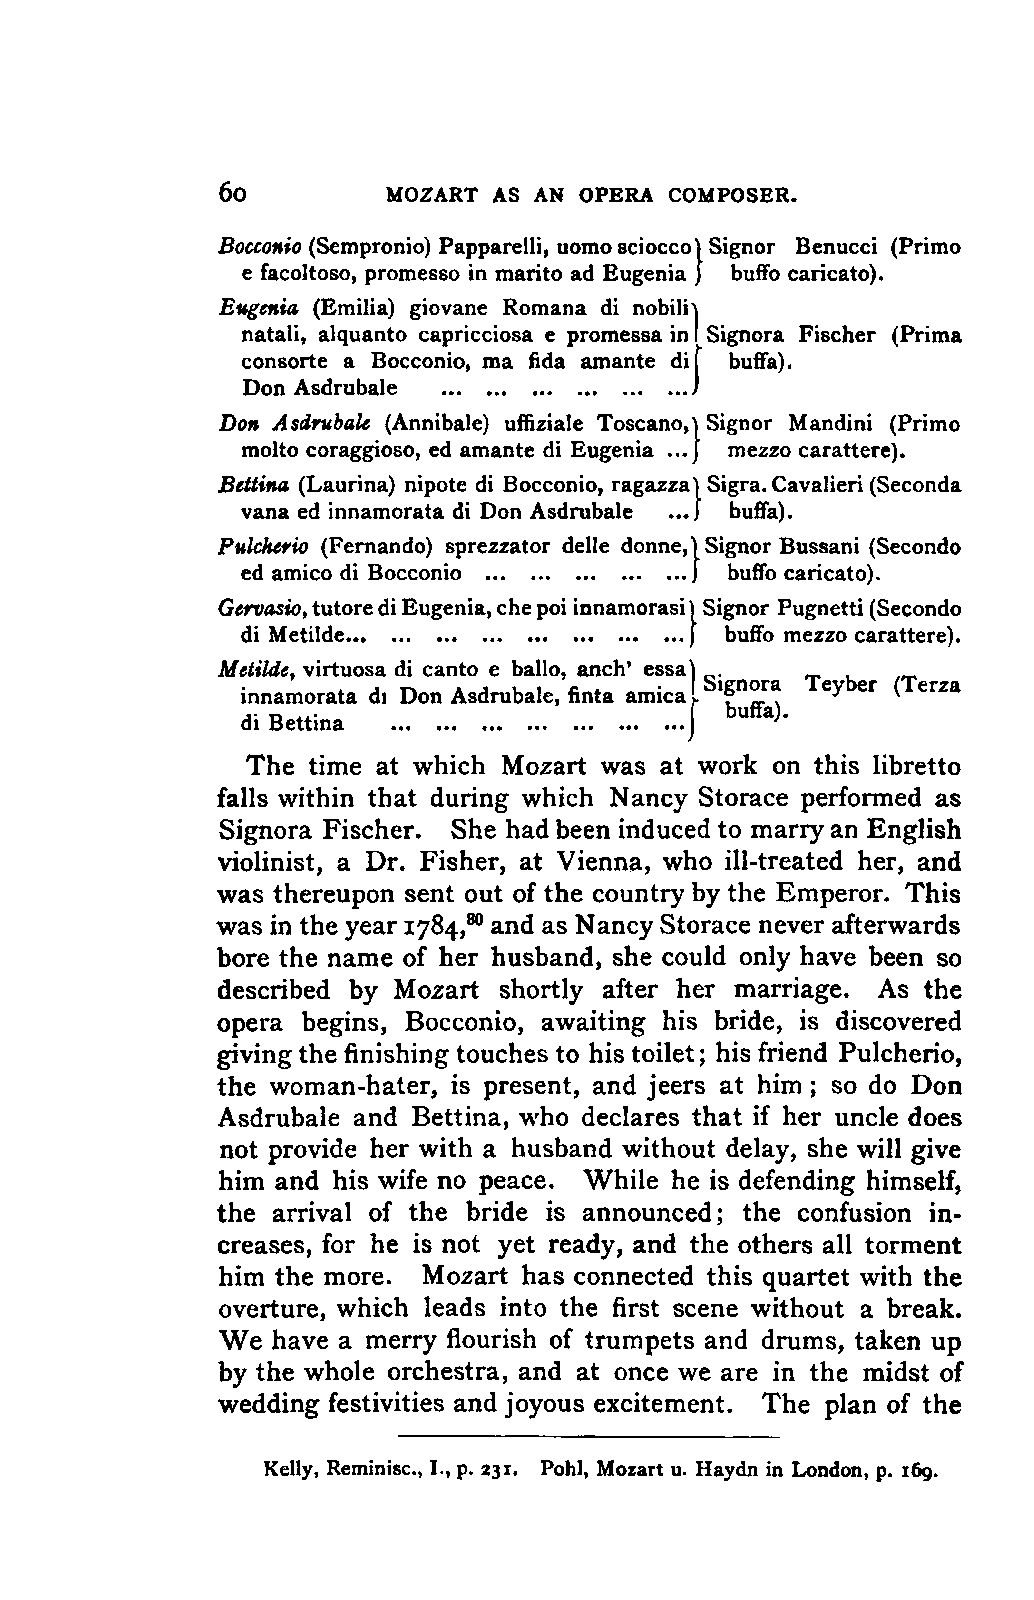 60 MOZART AS AN OPERA COMPOSER.
Bocconio (Sempronio) Papparelli, uomo sciocco } Signor Benucci (Primo
e facoltoso, promesso in marito ad Eugenia } buffo caricato).
Eugenia (Emilia) giovane Romana di nobili
natali, alquanto capricciosa e promessa in } Signora Fischer (Prima
consorte a Bocconio, ma fida amante di } buffa).
Don Asdrubale ... ... ... ... ... ...
Don Asdrubale (Annibale) uffiziale Toscano, } Signor Mandini (Primo
molto coraggioso, ed amante di Eugenia ... } mezzo carattere).
Bettina (Laurina) nipote di Bocconio, ragazza } Sigra. Cavalieri (Seconda
vana ed innamorata di Don Asdrubale ... } buffa).
Pulcherio (Fernando) sprezzator delle donne, } Signor Bussani (Secondo
ed amico di Bocconio ... ... ... ... ... } buffo caricato).
Gervasio, tutore di Eugenia, che poi innamorasi } Signor Pugnetti (Secondo
di Metilde... ... ... ... ... ... ... ... } buffo mezzo carattere).
Metilde, virtuosa di canto e ballo, anch' essa
innamorata di Don Asdrubale, finta amica } Signora Teyber (Terza
di Bettina ... ... ... ... ... ... ... } buffa).
The time at which Mozart was at work on this libretto
falls within that during which Nancy Storace performed as
Signora Fischer. She had been induced to marry an English
violinist, a Dr. Fisher, at Vienna, who ill-treated her, and
was thereupon sent out of the country by the Emperor. This
was in the year 1784,⁸⁰ and as Nancy Storace never afterwards
bore the name of her husband, she could only have been so
described by Mozart shortly after her marriage. As the
opera begins, Bocconio, awaiting his bride, is discovered
giving the finishing touches to his toilet; his friend Pulcherio,
the woman-hater, is present, and jeers at him; so do Don
Asdrubale and Bettina, who declares that if her uncle does
not provide her with a husband without delay, she will give
him and his wife no peace. While he is defending himself,
the arrival of the bride is announced; the confusion in-
creases, for he is not yet ready, and the others all torment
him the more. Mozart has connected this quartet with the
overture, which leads into the first scene without a break.
We have a merry flourish of trumpets and drums, taken up
by the whole orchestra, and at once we are in the midst of
wedding festivities and joyous excitement. The plan of the
Kelly, Reminisc., I., p. 231. Pohl, Mozart u. Haydn in London, p. 169.